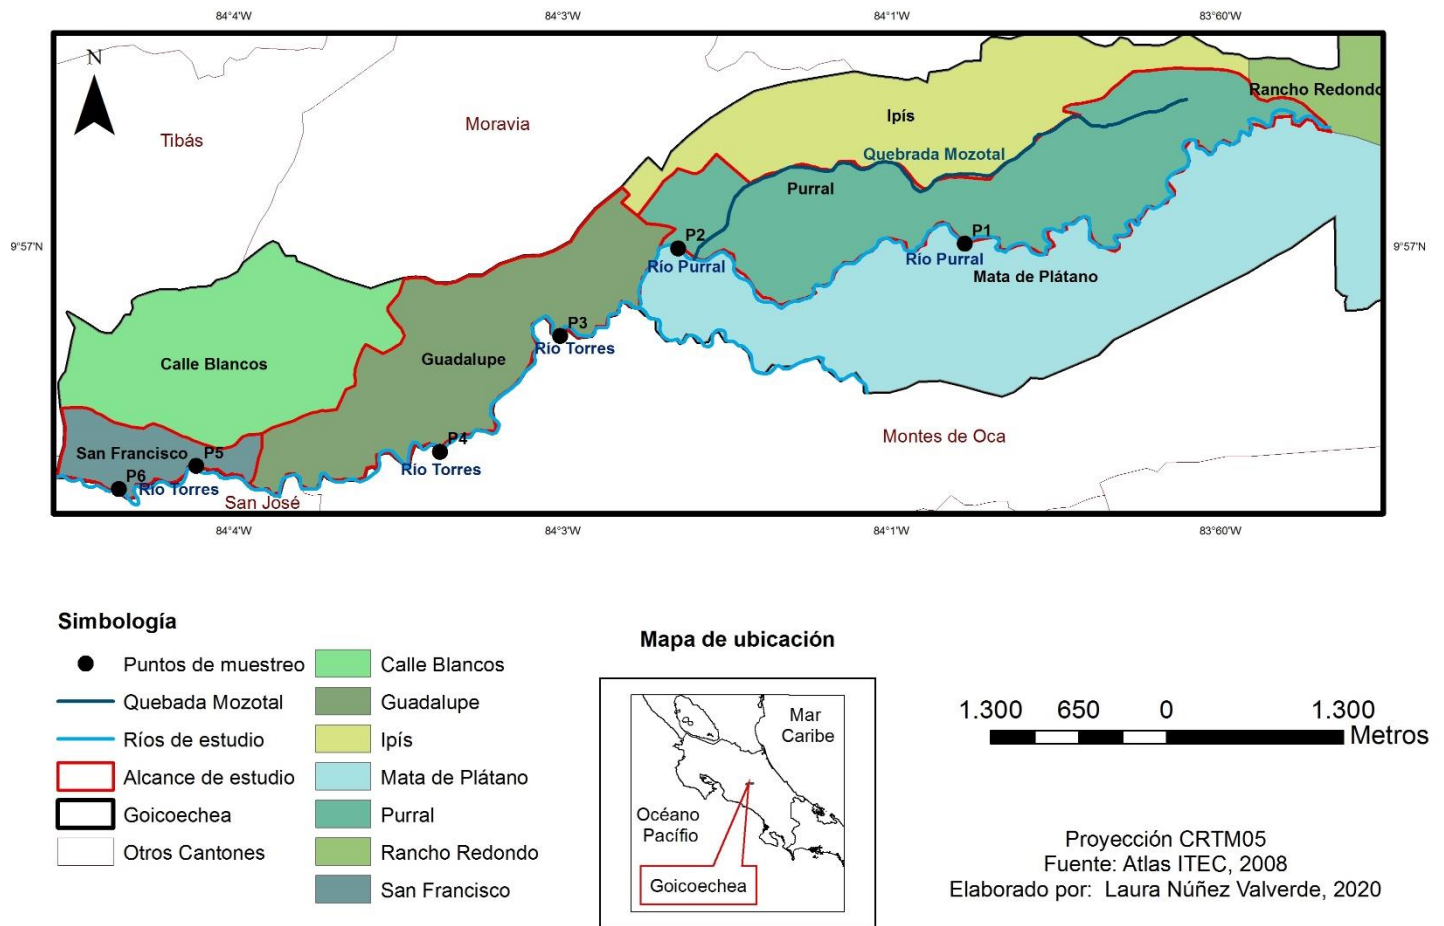 84°4'W
84°3'W
84°1'W
83°60'W
N
Tibás
Moravia
Ipís
Rancho Redondo
Quebrada Mozotal
Purral
9°57'N
P2
P1
9°57'N
Río Purral
Río Purral
Mata de Plátano
P3
Río Torres
Guadalupe
Calle Blancos
Montes de Oca
P4
San Francisco
P5
Río Torres
P6
Río Torres
San José
84°4'W
84°3'W
84°1'W
83°60'W
Simbología
Puntos de muestreo
Quebada Mozotal
Ríos de estudio
Alcance de estudio
Goicoechea
Otros Cantones
Calle Blancos
Guadalupe
Ipís
Mata de Plátano
Purral
Rancho Redondo
San Francisco
Mapa de ubicación
Mar
Caribe
Océano
Pacífio
Goicoechea
1.300 650 0 1.300
Metros
Proyección CRTM05
Fuente: Atlas ITEC, 2008
Elaborado por: Laura Núñez Valverde, 2020